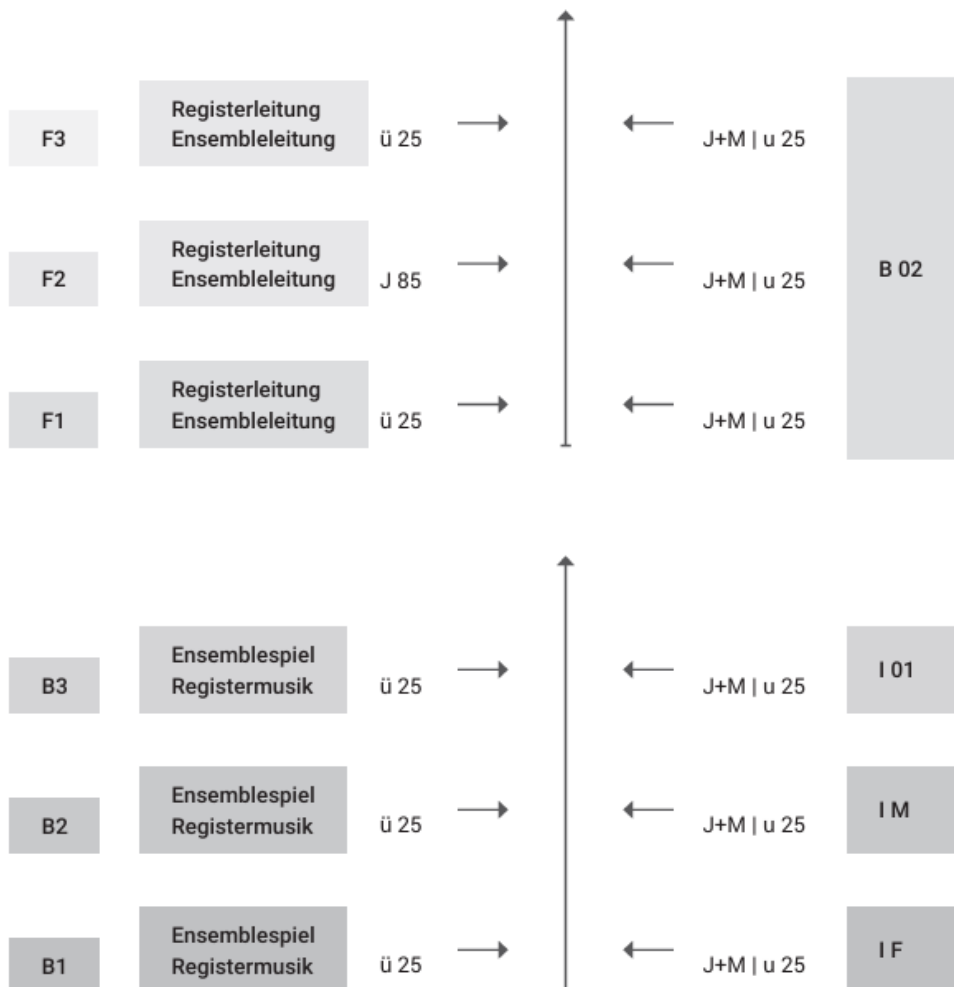 Registerleitung
F3 Ensembleleitung ü 25 J+M | u 25
Registerleitung
F2 Ensembleleitung J 85 J+M | u 25 B 02
Registerleitung
F1 Ensembleleitung ü 25 J+M | u 25
Ensemblespiel
B3 Registermusik ü 25 J+M | u 25 I 01
Ensemblespiel
B2 Registermusik ü 25 J+M | u 25 I M
Ensemblespiel
B1 Registermusik ü 25 J+M | u 25 I F